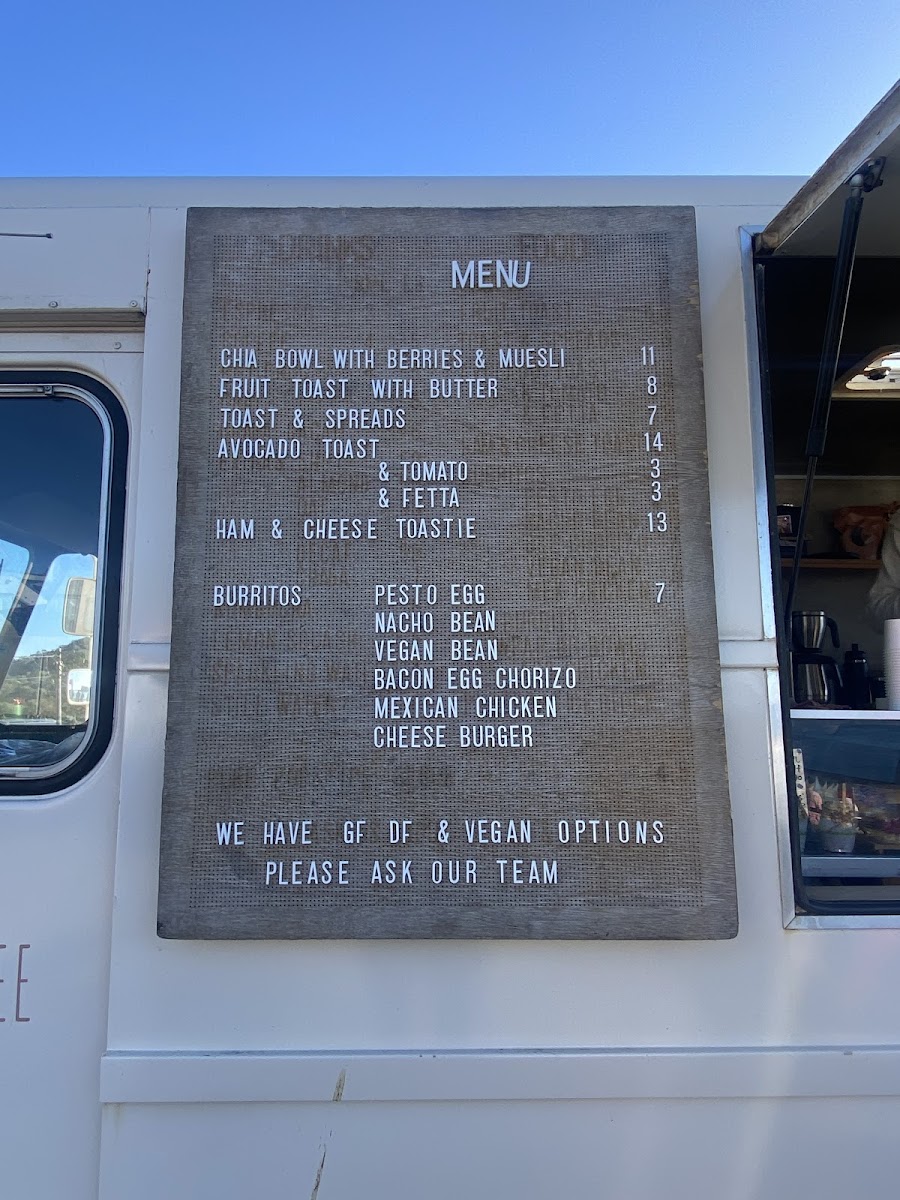 MENU
CHIA BOWL WITH BERRIES & MUESLI 11
FRUIT TOAST WITH BUTTER 8
TOAST & SPREADS 7
AVOCADO TOAST 14
& TOMATO 3
& FETTA 3
HAM & CHEESE TOASTIE 13
BURRITOS PESTO EGG 7
NACHO BEAN
VEGAN BEAN
BACON EGG CHORIZO
MEXICAN CHICKEN
CHEESE BURGER
WE HAVE GF DF & VEGAN OPTIONS
PLEASE ASK OUR TEAM
EE